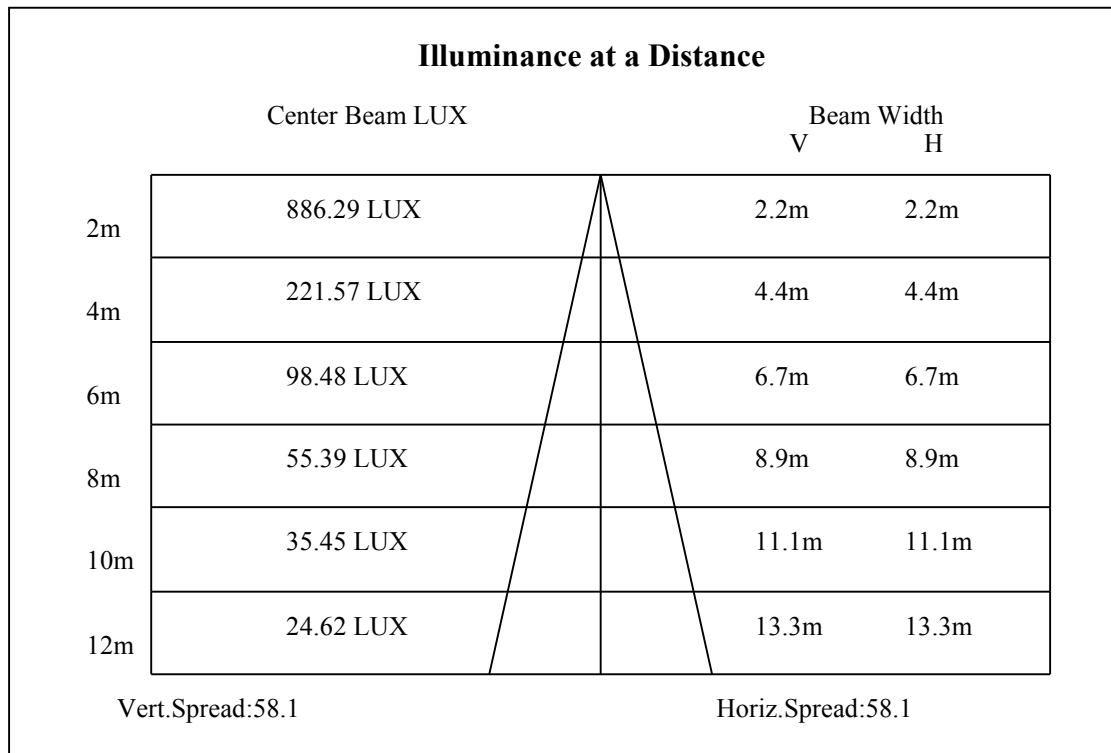 Illuminance at a Distance
Center Beam LUX Beam Width
V H
2m 886.29 LUX 2.2m 2.2m
4m 221.57 LUX 4.4m 4.4m
6m 98.48 LUX 6.7m 6.7m
8m 55.39 LUX 8.9m 8.9m
10m 35.45 LUX 11.1m 11.1m
12m 24.62 LUX 13.3m 13.3m
Vert.Spread:58.1 Horiz.Spread:58.1